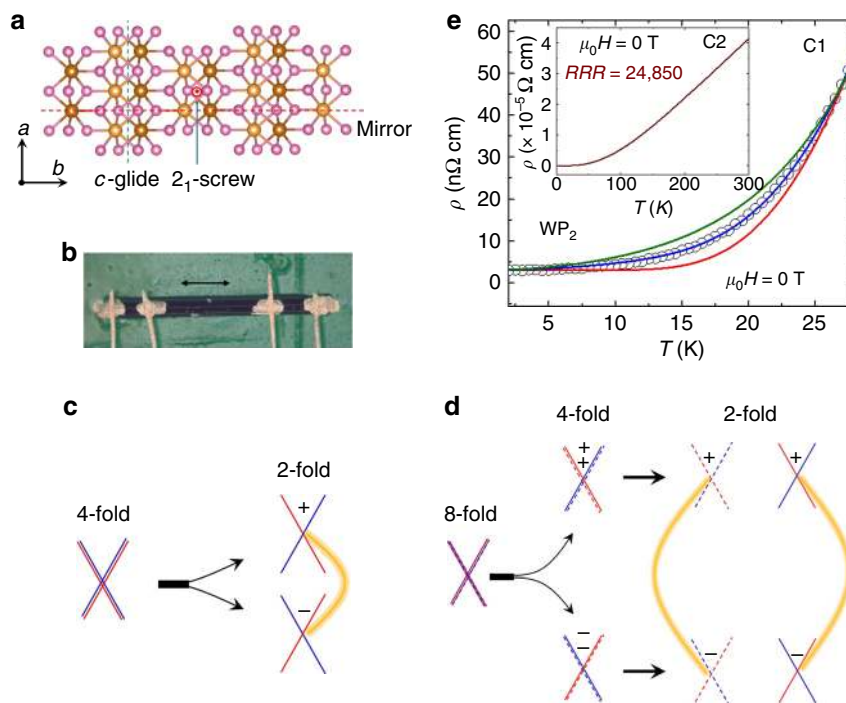 a
a
b
c-glide
2₁-screw
Mirror
b
c
4-fold
2-fold
+
−
d
4-fold
2-fold
8-fold
+
+
+
+
−
−
−
−
e
60
50
40
30
20
10
0
ρ (nΩ cm)
5
10
15
20
25
T (K)
C1
WP₂
μ₀H = 0 T
μ₀H = 0 T
C2
RRR = 24,850
4
3
2
1
0
ρ (× 10⁻⁵ Ω cm)
0
100
200
300
T (K)